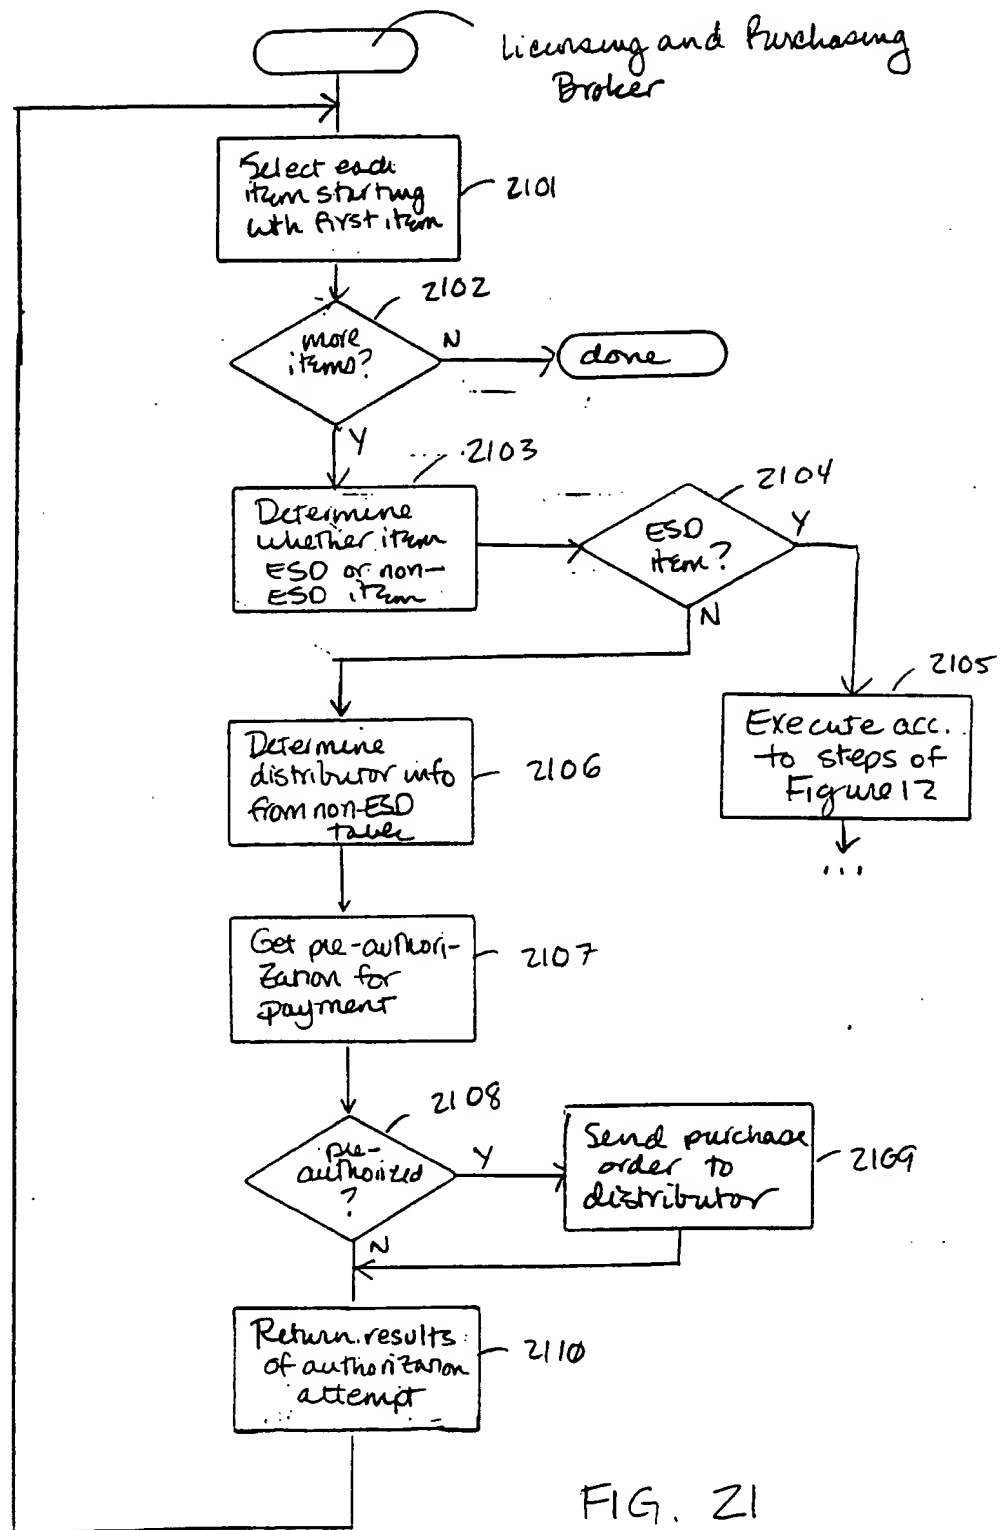 Licensing and Purchasing
Broker
Select each
item starting
with first item
2101
2102
more
items?
N
done
Y
2103
Determine
whether item
ESD or non-
ESD item
2104
ESD
item?
Y
N
2105
Execute acc.
to steps of
Figure 12
...
Determine
distributor info
from non-ESD
table
2106
Get pre-authori-
zation for
payment
2107
2108
pre-
authorized
?
Y
N
Send purchase
order to
distributor
2109
Return results
of authorization
attempt
2110
FIG. 21